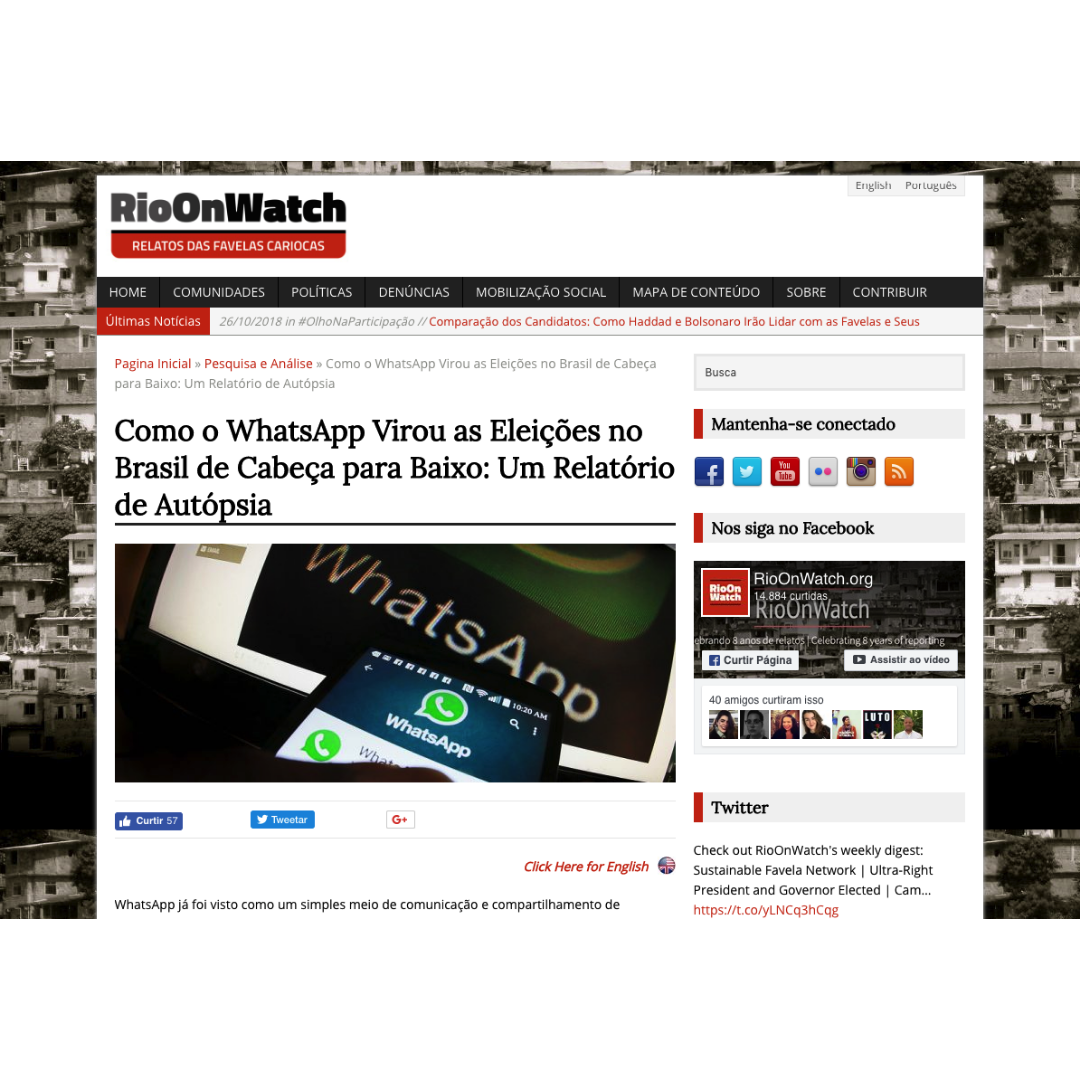 English Português
RioOnWatch
RELATOS DAS FAVELAS CARIOCAS
HOME COMUNIDADES POLÍTICAS DENÚNCIAS MOBILIZAÇÃO SOCIAL MAPA DE CONTEÚDO SOBRE CONTRIBUIR
Últimas Notícias 26/10/2018 in #OlhoNaParticipação // Comparação dos Candidatos: Como Haddad e Bolsonaro Irão Lidar com as Favelas e Seus
Pagina Inicial » Pesquisa e Análise » Como o WhatsApp Virou as Eleições no Brasil de Cabeça
para Baixo: Um Relatório de Autópsia
Como o WhatsApp Virou as Eleições no
Brasil de Cabeça para Baixo: Um Relatório
de Autópsia
EMAIL
WhatsApp
10:20 AM
WhatsApp
Whats
Curtir 57
Tweetar
G+
Click Here for English
WhatsApp já foi visto como um simples meio de comunicação e compartilhamento de
Busca
Mantenha-se conectado
You
Tube
Nos siga no Facebook
RioOn
Watch
RioOnWatch.org
14.884 curtidas
RioOnWatch
ebrando 8 anos de relatos | Celebrating 8 years of reporting
Curtir Página
Assistir ao vídeo
40 amigos curtiram isso
LUTO
Twitter
Check out RioOnWatch's weekly digest:
Sustainable Favela Network | Ultra-Right
President and Governor Elected | Cam...
https://t.co/yLNCq3hCqg